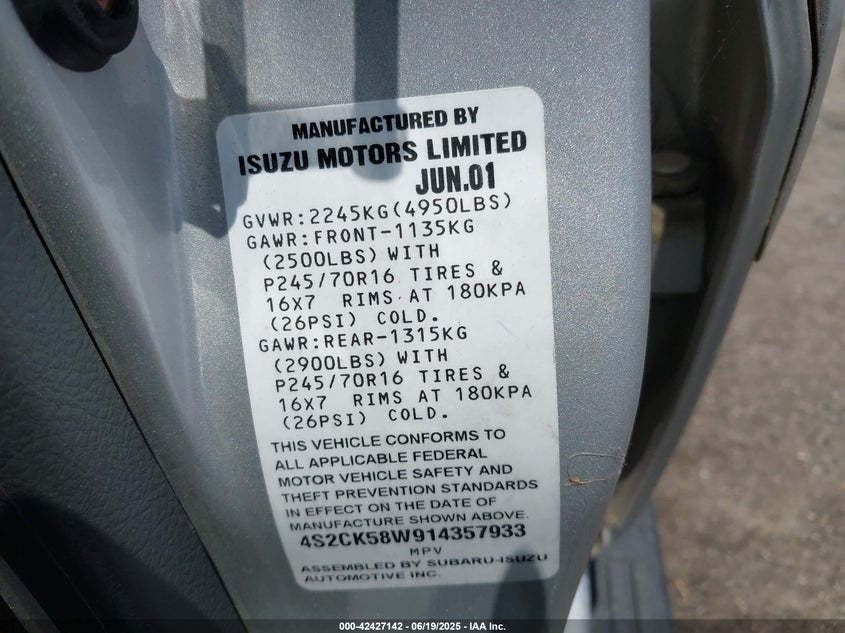 MANUFACTURED BY
ISUZU MOTORS LIMITED
JUN.01
GVWR:2245KG(4950LBS)
GAWR:FRONT-1135KG
(2500LBS)WITH
P245/70R16 TIRES &
16X7 RIMS AT 180KPA
(26PSI) COLD.
GAWR:REAR-1315KG
(2900LBS)WITH
P245/70R16 TIRES &
16X7 RIMS AT 180KPA
(26PSI) COLD.
THIS VEHICLE CONFORMS TO
ALL APPLICABLE FEDERAL
MOTOR VEHICLE SAFETY AND
THEFT PREVENTION STANDARDS
IN EFFECT ON THE DATE OF
MANUFACTURE SHOWN ABOVE.
4S2CK58W914357933
MPV
ASSEMBLED BY SUBARU-ISUZU
AUTOMOTIVE INC.
000-42427142 - 06/19/2025 - IAA Inc.